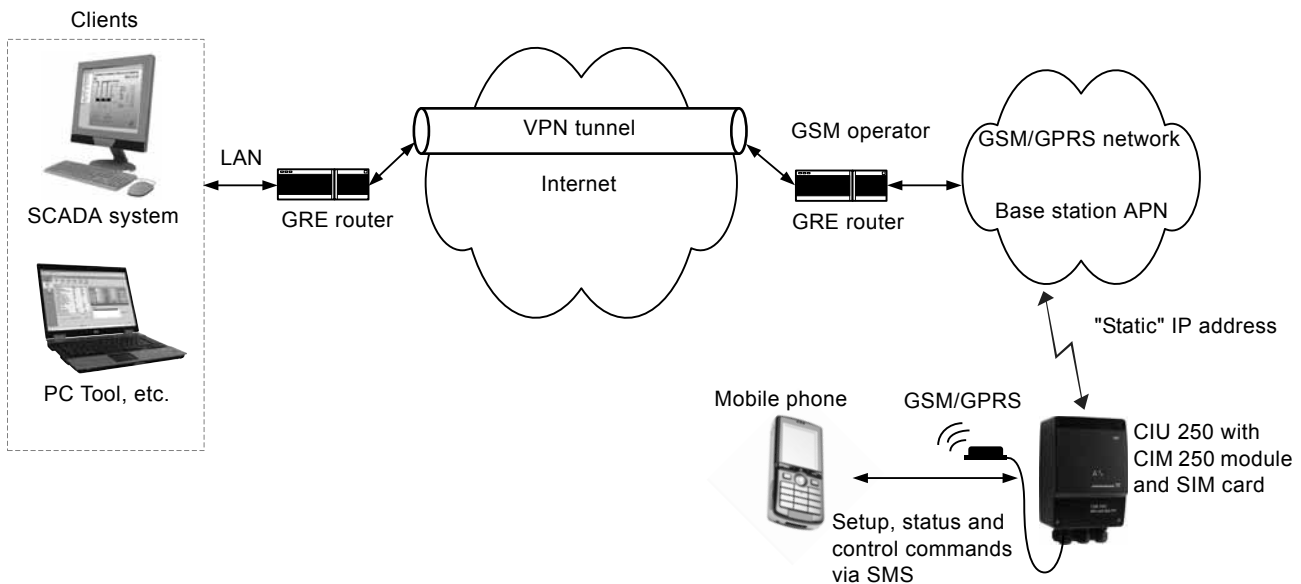 Clients
SCADA system
PC Tool, etc.
LAN
GRE router
VPN tunnel
Internet
GSM operator
GRE router
GSM/GPRS network
Base station APN
"Static" IP address
Mobile phone
GSM/GPRS
Setup, status and
control commands
via SMS
CIU 250 with
CIM 250 module
and SIM card